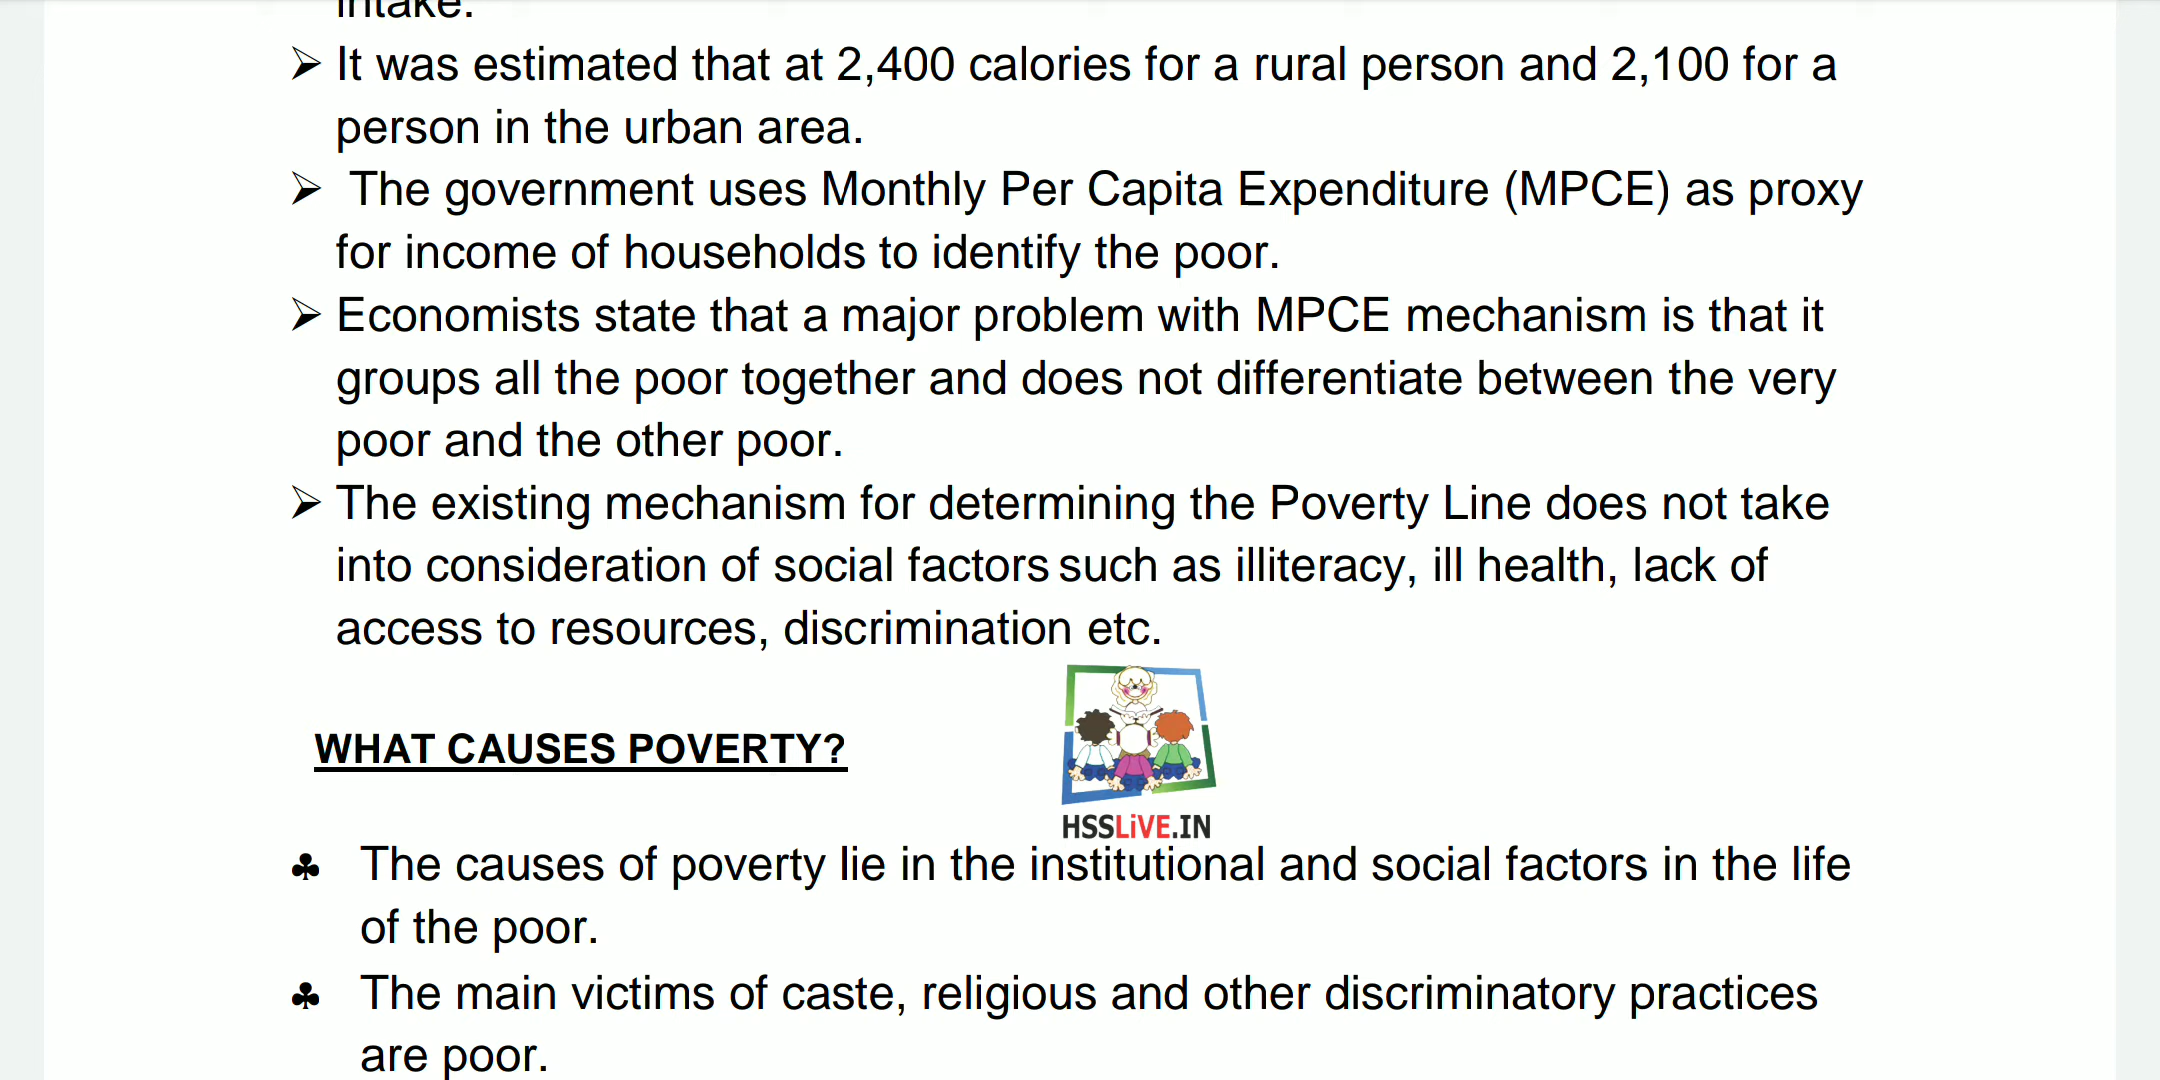 intake.
➢ It was estimated that at 2,400 calories for a rural person and 2,100 for a
person in the urban area.
➢ The government uses Monthly Per Capita Expenditure (MPCE) as proxy
for income of households to identify the poor.
➢ Economists state that a major problem with MPCE mechanism is that it
groups all the poor together and does not differentiate between the very
poor and the other poor.
➢ The existing mechanism for determining the Poverty Line does not take
into consideration of social factors such as illiteracy, ill health, lack of
access to resources, discrimination etc.
WHAT CAUSES POVERTY?
HSSLiVE.IN
♣ The causes of poverty lie in the institutional and social factors in the life
of the poor.
♣ The main victims of caste, religious and other discriminatory practices
are poor.